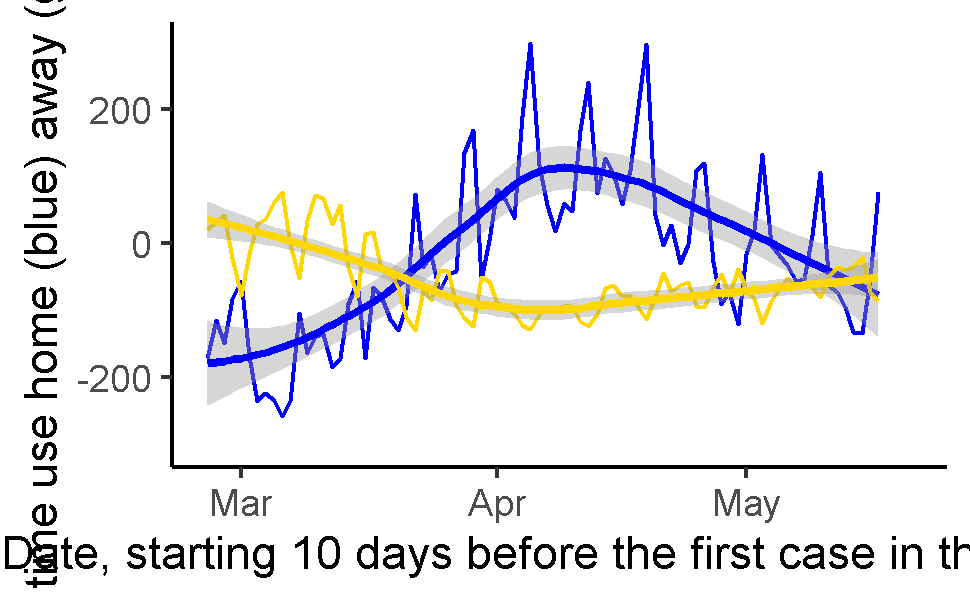 time use home (blue) away (
200
0
-200
Mar Apr May
Date, starting 10 days before the first case in th